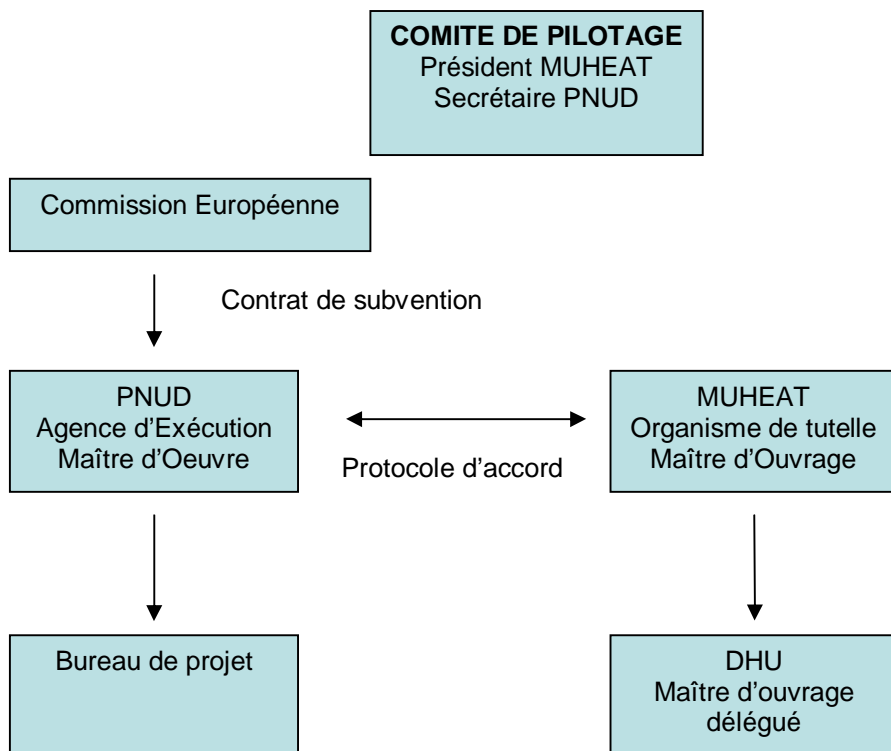 COMITE DE PILOTAGE
Président MUHEAT
Secrétaire PNUD
Commission Européenne
Contrat de subvention
PNUD
Agence d’Exécution
Maître d’Oeuvre
Protocole d’accord
MUHEAT
Organisme de tutelle
Maître d’Ouvrage
Bureau de projet
DHU
Maître d’ouvrage
délégué